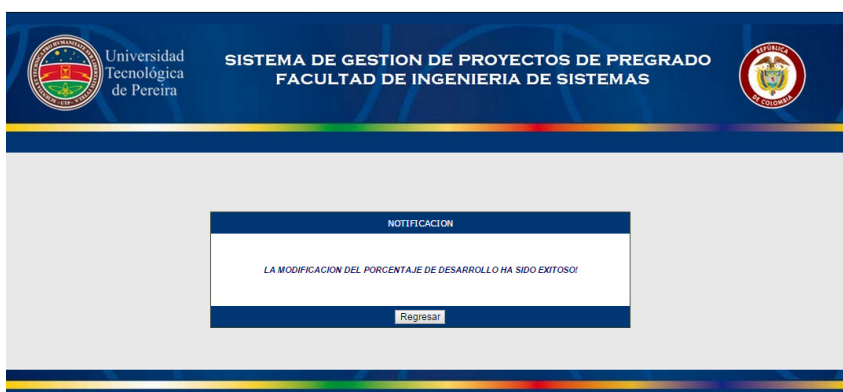 Universidad
Tecnológica
de Pereira
SISTEMA DE GESTION DE PROYECTOS DE PREGRADO
FACULTAD DE INGENIERIA DE SISTEMAS
REPÚBLICA
DE COLOMBIA
NOTIFICACION
LA MODIFICACION DEL PORCENTAJE DE DESARROLLO HA SIDO EXITOSO!
Regresar